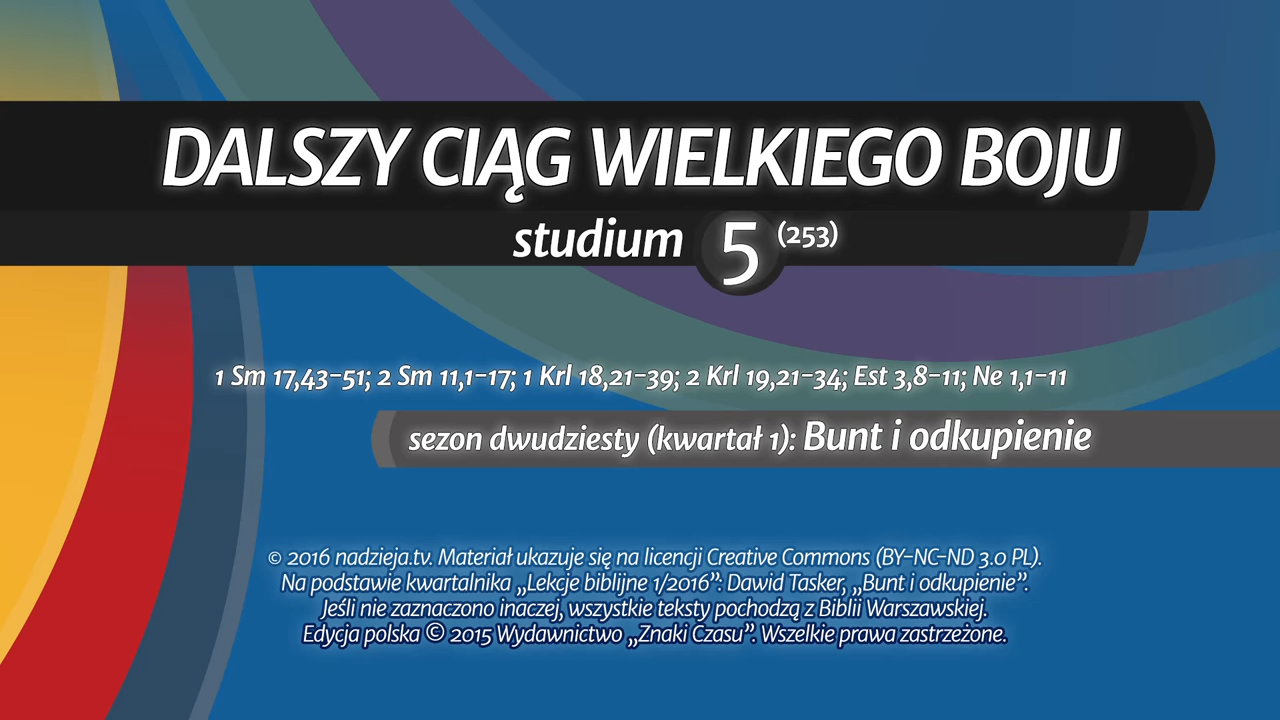 DALSZY CIĄG WIELKIEGO BOJU
studium 5 (253)
1 Sm 17,43–51; 2 Sm 11,1–17; 1 Krl 18,21–39; 2 Krl 19,21–34; Est 3,8–11; Ne 1,1–11
sezon dwudziesty (kwartał 1): Bunt i odkupienie
© 2016 nadzieja.tv. Materiał ukazuje się na licencji Creative Commons (BY–NC–ND 3.0 PL).
Na podstawie kwartalnika „Lekcje biblijne 1/2016”: Dawid Tasker, „Bunt i odkupienie”.
Jeśli nie zaznaczono inaczej, wszystkie teksty pochodzą z Biblii Warszawskiej.
Edycja polska © 2015 Wydawnictwo „Znaki Czasu”. Wszelkie prawa zastrzeżone.